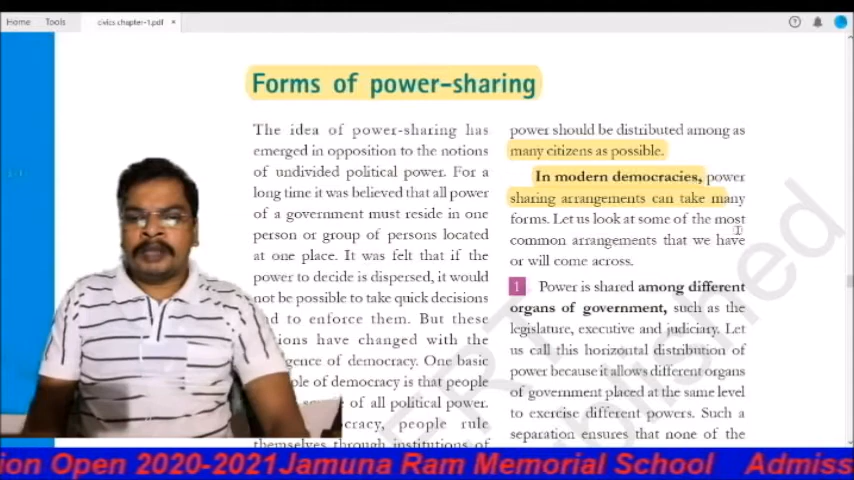 Home Tools civics chapter-1.pdf ×
Forms of power-sharing
The idea of power-sharing has
emerged in opposition to the notions
of undivided political power. For a
long time it was believed that all power
of a government must reside in one
person or group of persons located
at one place. It was felt that if the
power to decide is dispersed, it would
not be possible to take quick decisions
nd to enforce them. But these
ions have changed with the
gence of democracy. One basic
ple of democracy is that people
of all political power.
cracy, people rule
themselves through institutions of
power should be distributed among as
many citizens as possible.
In modern democracies, power
sharing arrangements can take many
forms. Let us look at some of the most
common arrangements that we have
or will come across.
1 Power is shared among different
organs of government, such as the
legislature, executive and judiciary. Let
us call this horizontal distribution of
power because it allows different organs
of government placed at the same level
to exercise different powers. Such a
separation ensures that none of the
ion Open 2020-2021 Jamuna Ram Memorial School Admiss